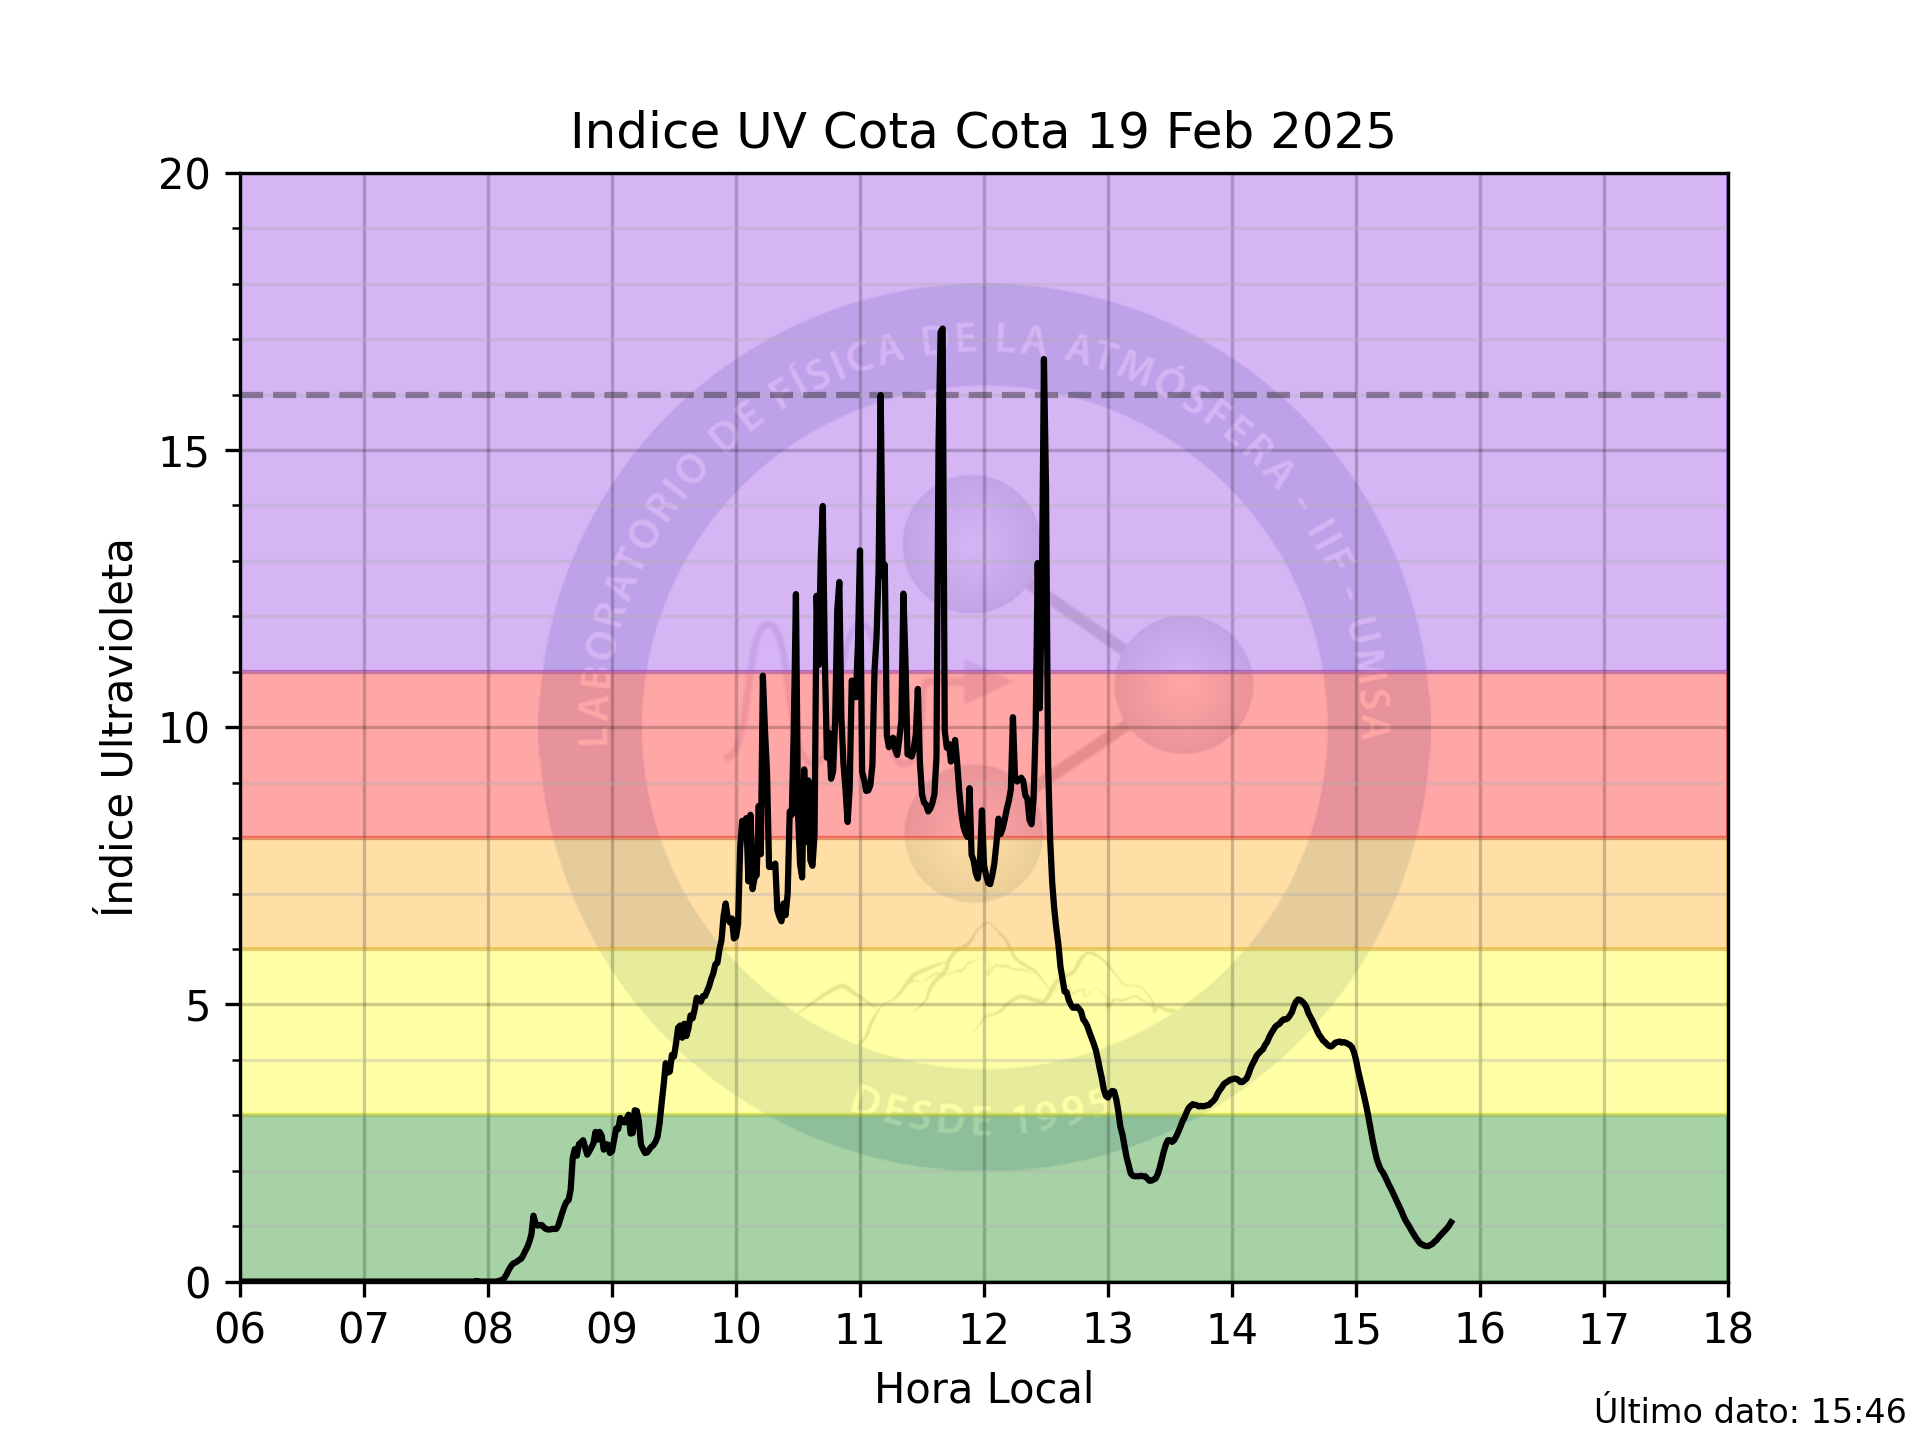 Indice UV Cota Cota 19 Feb 2025
20
15
10
5
0
Índice Ultravioleta
LABORATORIO DE FÍSICA DE LA ATMÓSFERA - IIF - UMSA
DESDE 1995
06 07 08 09 10 11 12 13 14 15 16 17 18
Hora Local
Último dato: 15:46